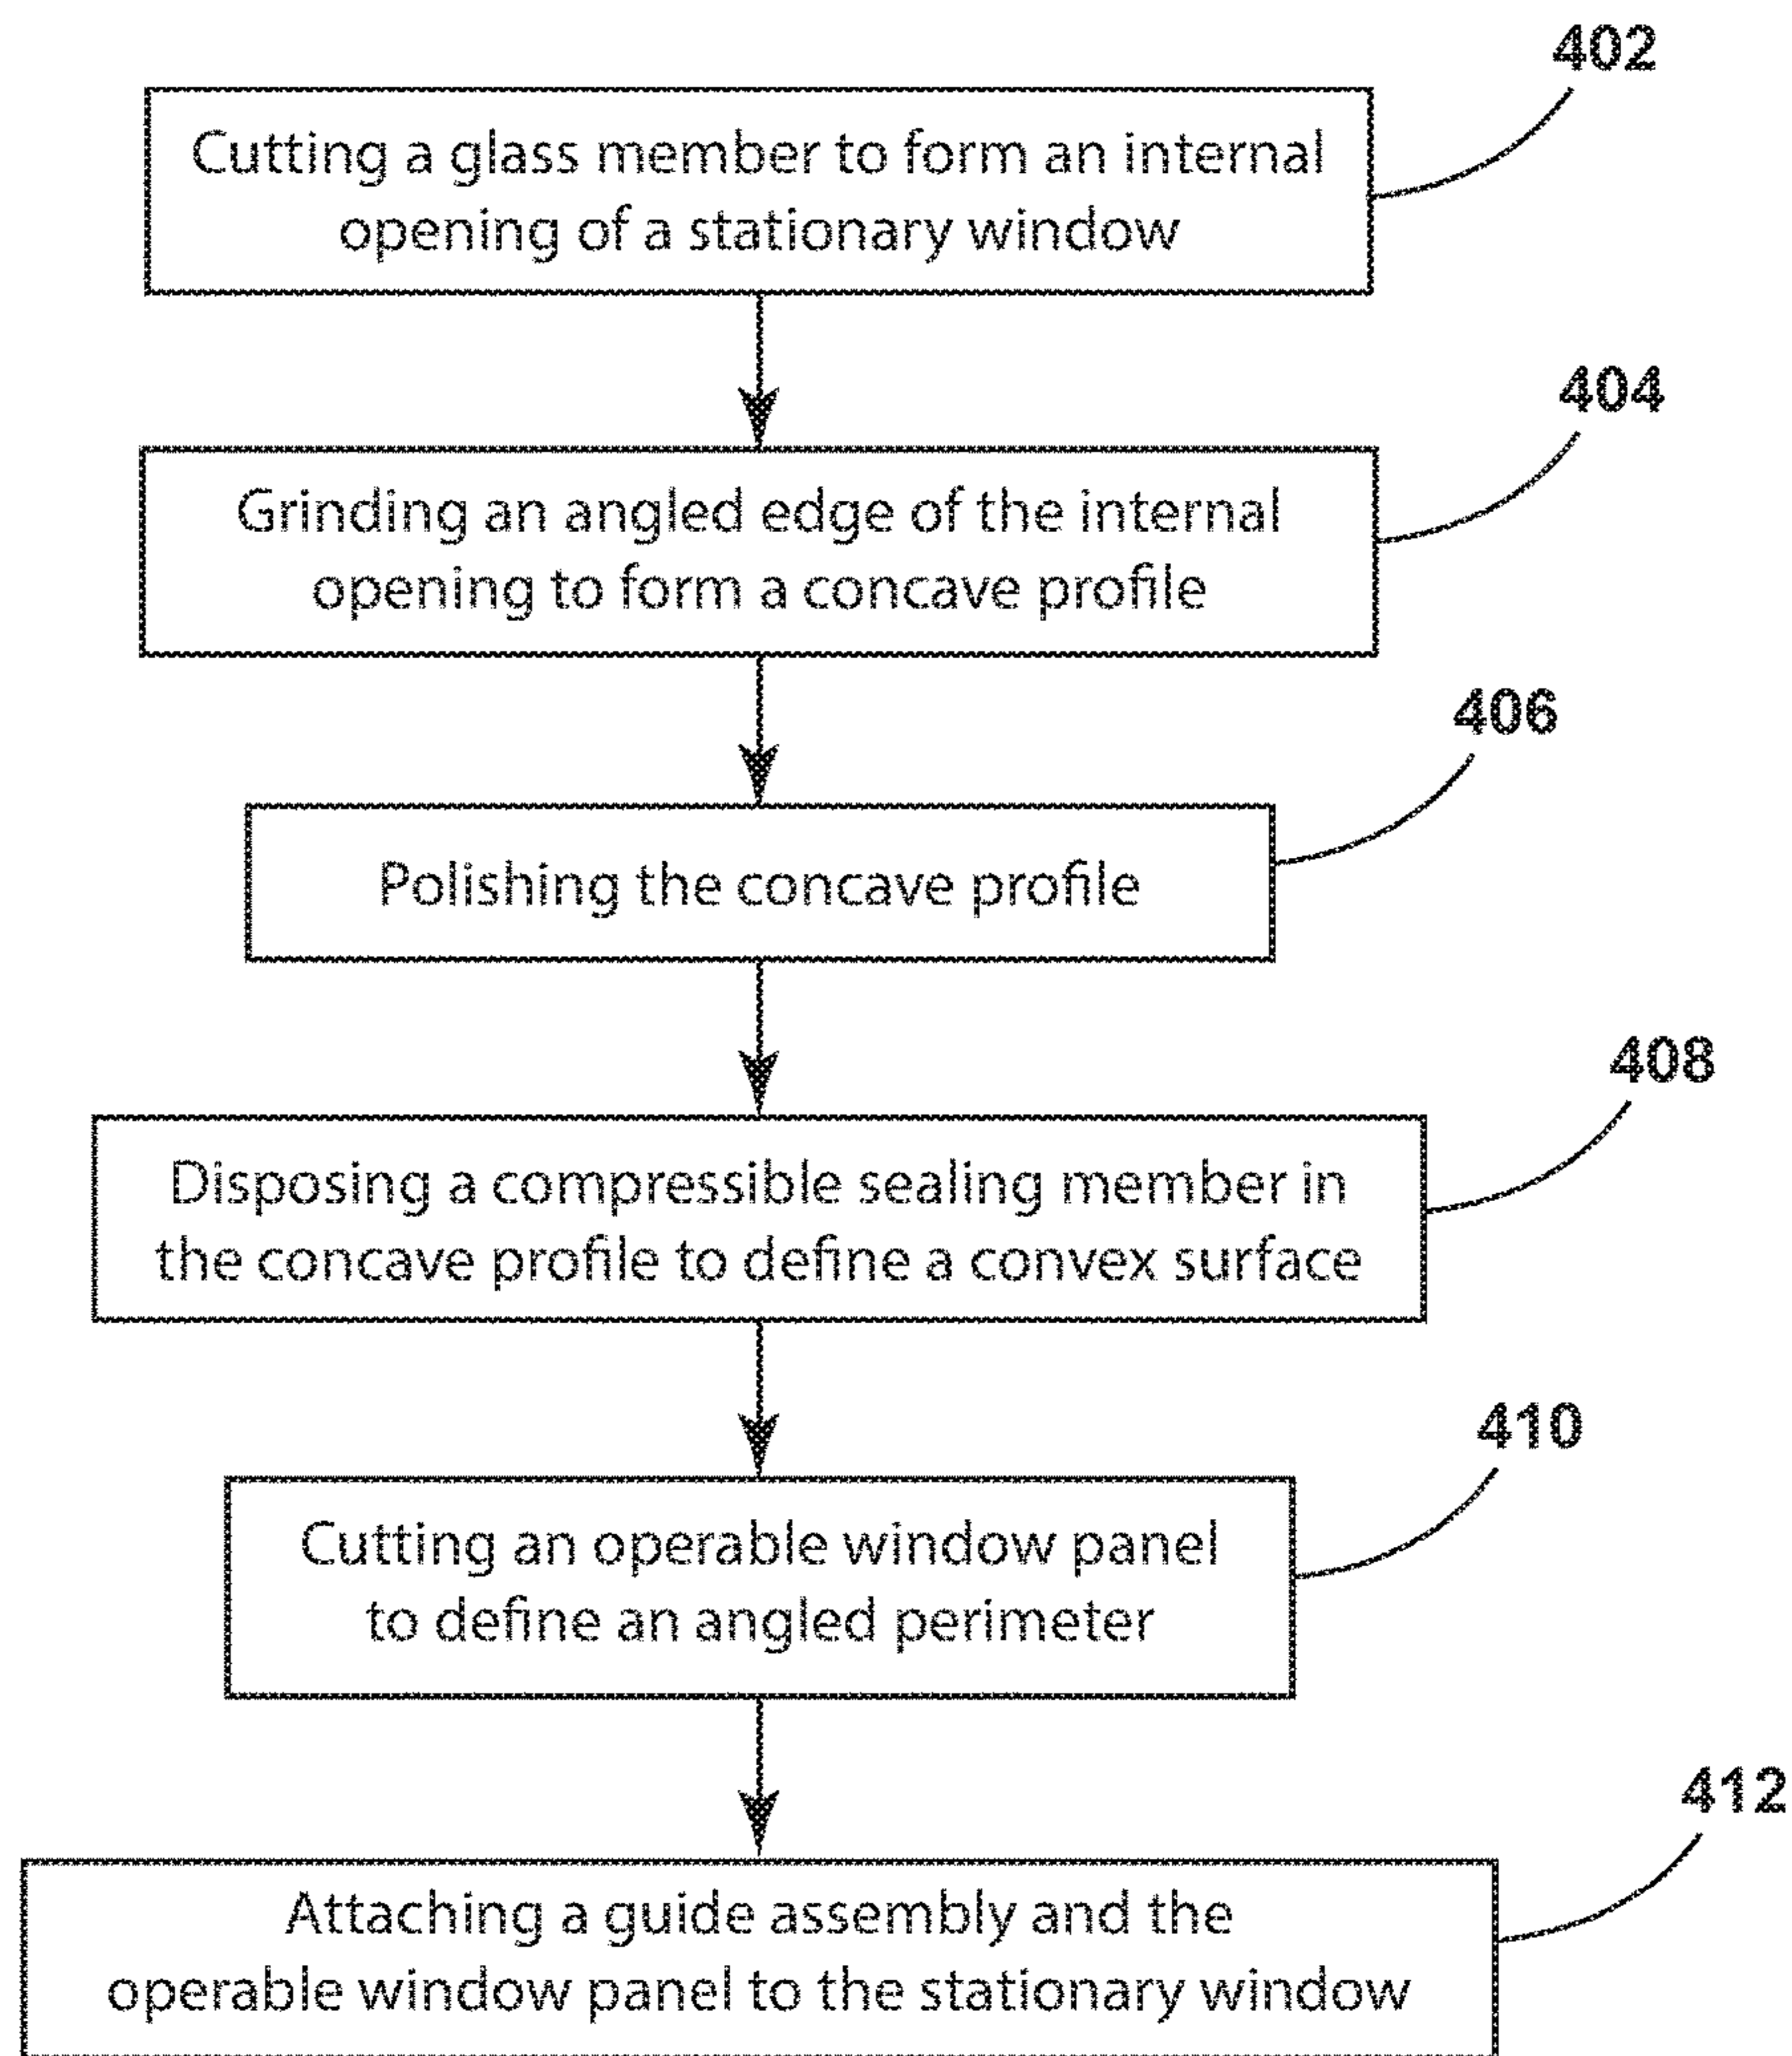 402
Cutting a glass member to form an internal
opening of a stationary window
404
Grinding an angled edge of the internal
opening to form a concave profile
406
Polishing the concave profile
408
Disposing a compressible sealing member in
the concave profile to define a convex surface
410
Cutting an operable window panel
to define an angled perimeter
412
Attaching a guide assembly and the
operable window panel to the stationary window